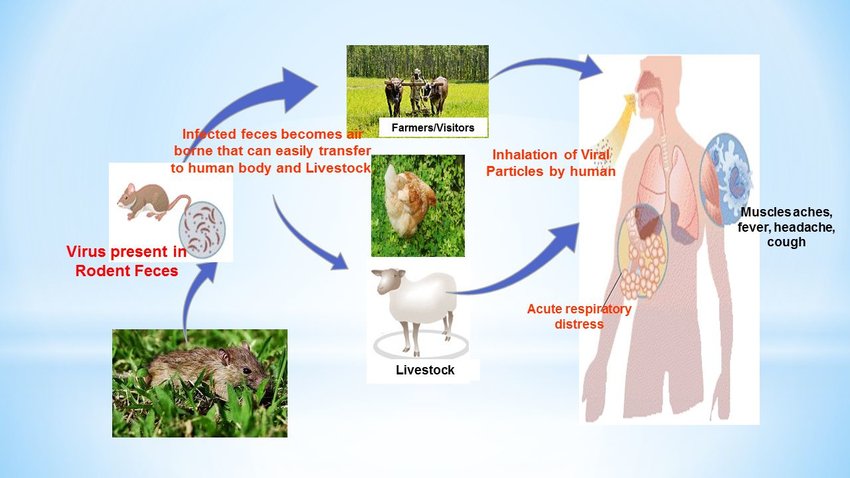 Farmers/Visitors
Infected feces becomes air
borne that can easily transfer
to human body and Livestock
Inhalation of Viral
Particles by human
Virus present in
Rodent Feces
Muscles aches,
fever, headache,
cough
Acute respiratory
distress
Livestock